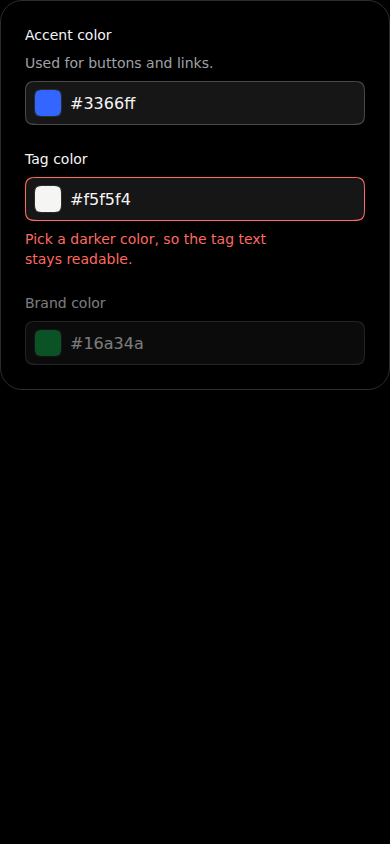 Accent color
Used for buttons and links.
#3366ff
Tag color
#f5f5f4
Pick a darker color, so the tag text
stays readable.
Brand color
#16a34a